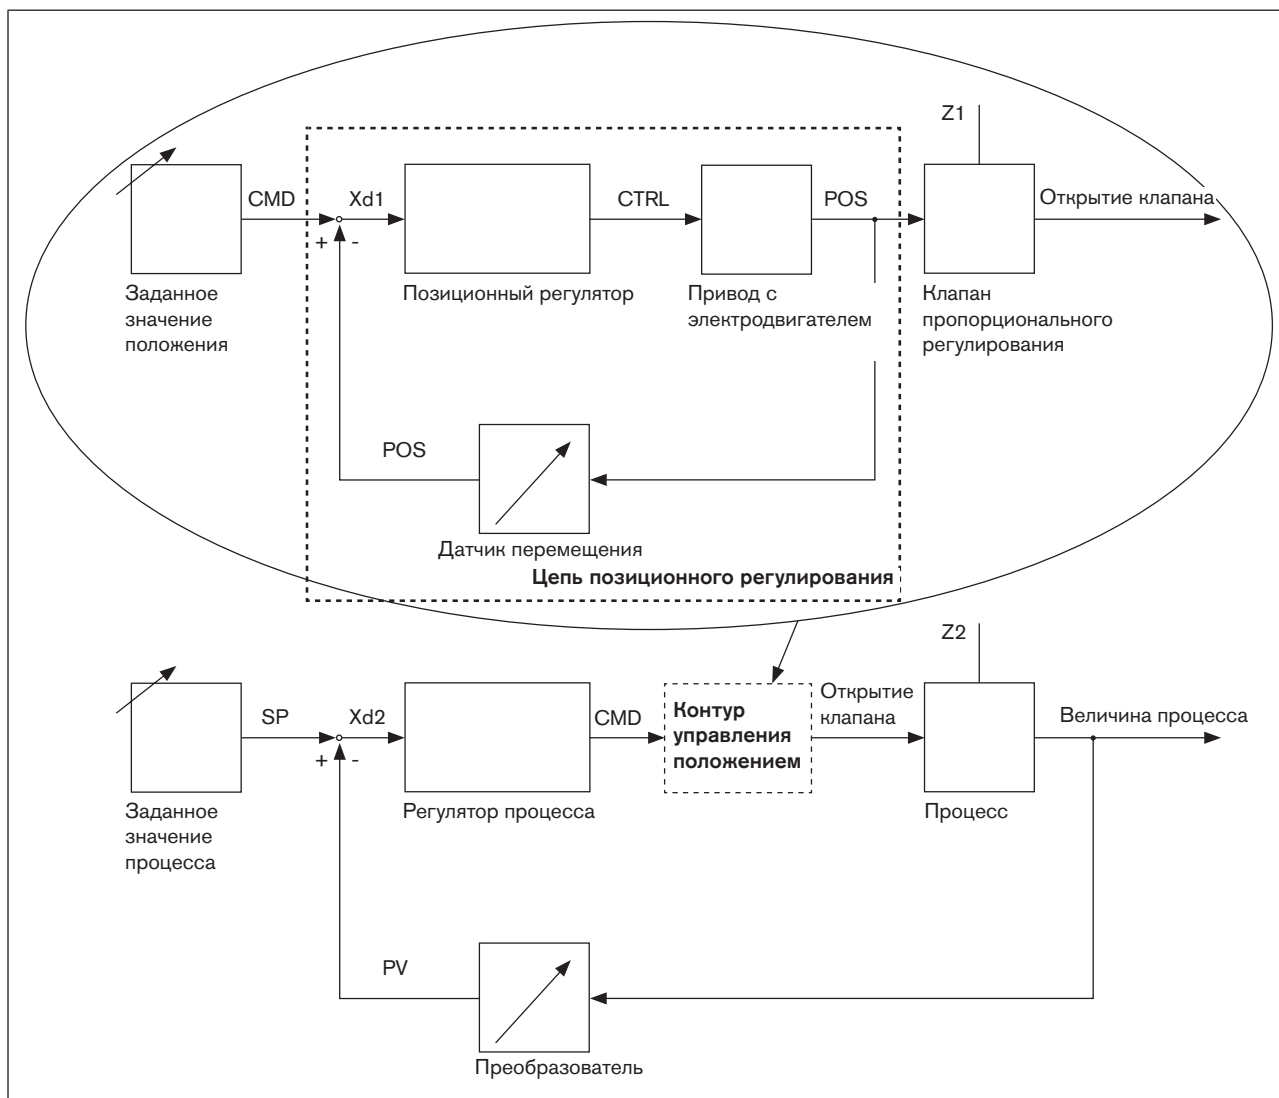 Z1
CMD
Xd1
CTRL
POS
Открытие клапана
+ -
Заданное
значение
положения
Позиционный регулятор
Привод с
электродвигателем
Клапан
пропорционального
регулирования
POS
Датчик перемещения
Цепь позиционного регулирования
Z2
SP
Xd2
CMD
Контур
управления
положением
Открытие
клапана
Величина процесса
+ -
Заданное
значение
процесса
Регулятор процесса
Процесс
PV
Преобразователь